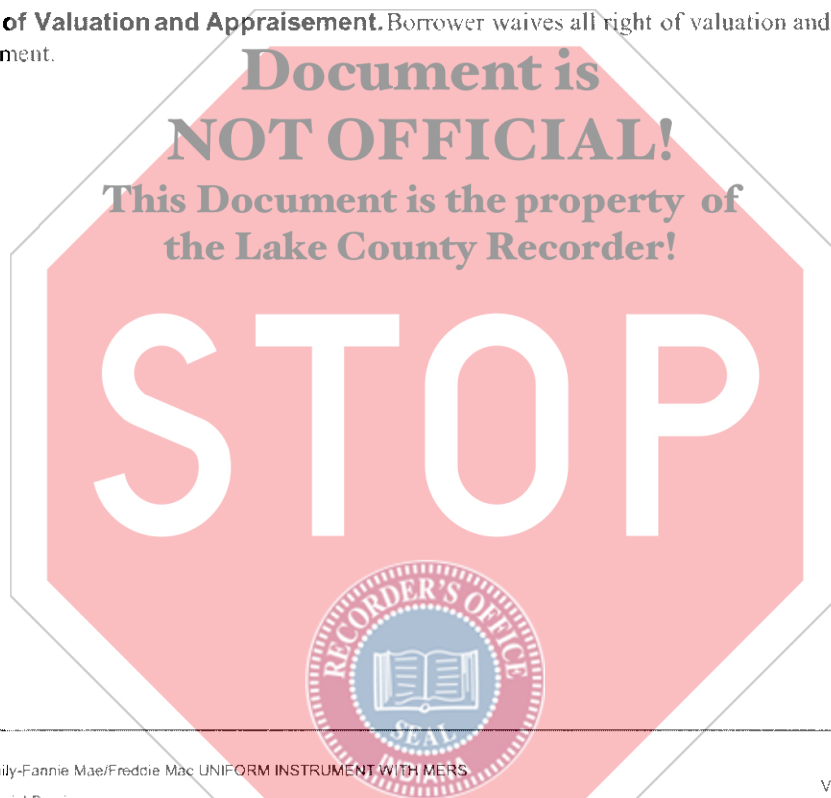 of Valuation and Appraisement. Borrower waives all right of valuation and
ment.
Document is
NOT OFFICIAL!
This Document is the property of
the Lake County Recorder!
STOP
RECORDER'S OFFICE
SEAL
INDIANA
ily-Fannie Mae/Freddie Mac UNIFORM INSTRUMENT WITH MERS
V